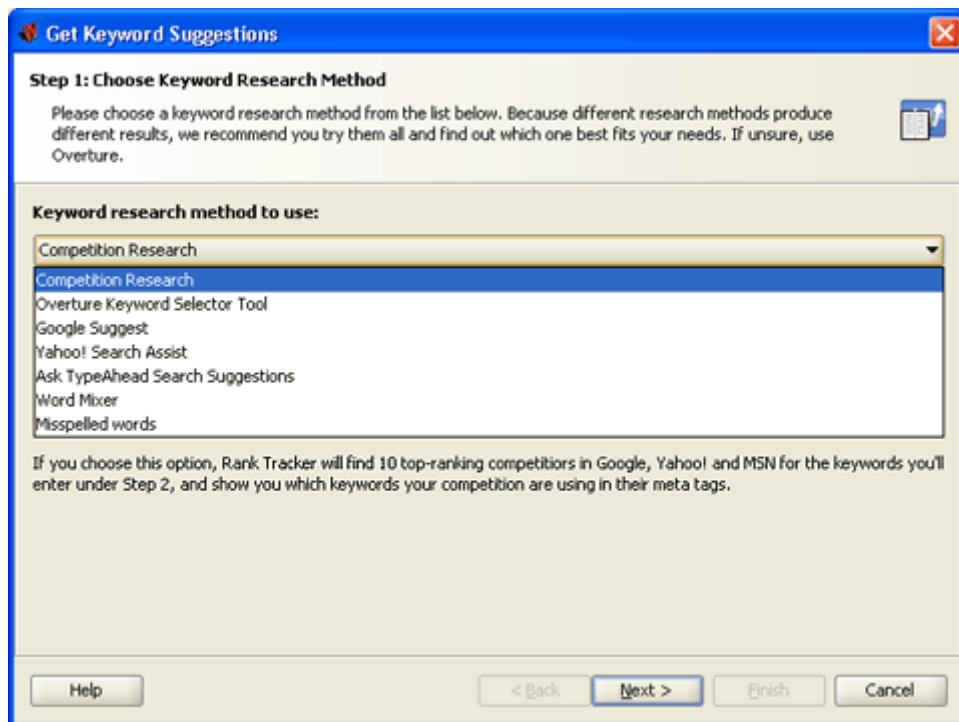 Get Keyword Suggestions
Step 1: Choose Keyword Research Method
Please choose a keyword research method from the list below. Because different research methods produce
different results, we recommend you try them all and find out which one best fits your needs. If unsure, use
Overture.
Keyword research method to use:
Competition Research
Competition Research
Overture Keyword Selector Tool
Google Suggest
Yahoo! Search Assist
Ask TypeAhead Search Suggestions
Word Mixer
Misspelled words
If you choose this option, Rank Tracker will find 10 top-ranking competitiors in Google, Yahoo! and MSN for the keywords you'll
enter under Step 2, and show you which keywords your competition are using in their meta tags.
Help
< Back
Next >
Finish
Cancel